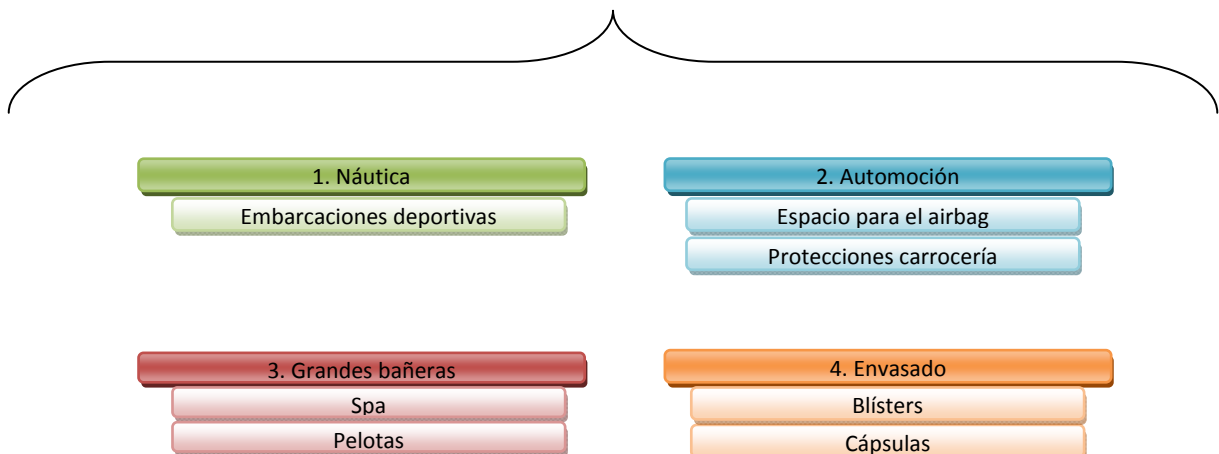 1. Náutica
Embarcaciones deportivas
2. Automoción
Espacio para el airbag
Protecciones carrocería
3. Grandes bañeras
Spa
Pelotas
4. Envasado
Blísters
Cápsulas